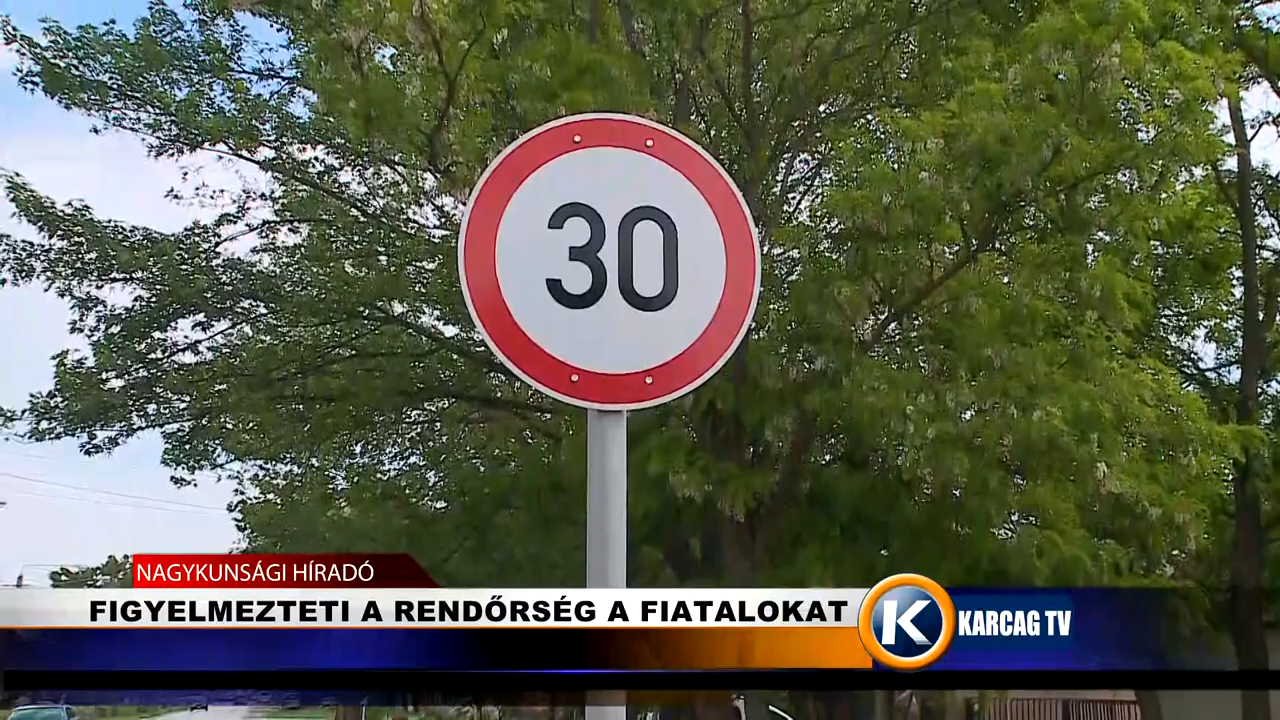 30
NAGYKUNSÁGI HÍRADÓ
FIGYELMEZTETI A RENDŐRSÉG A FIATALOKAT
K KARCAG TV